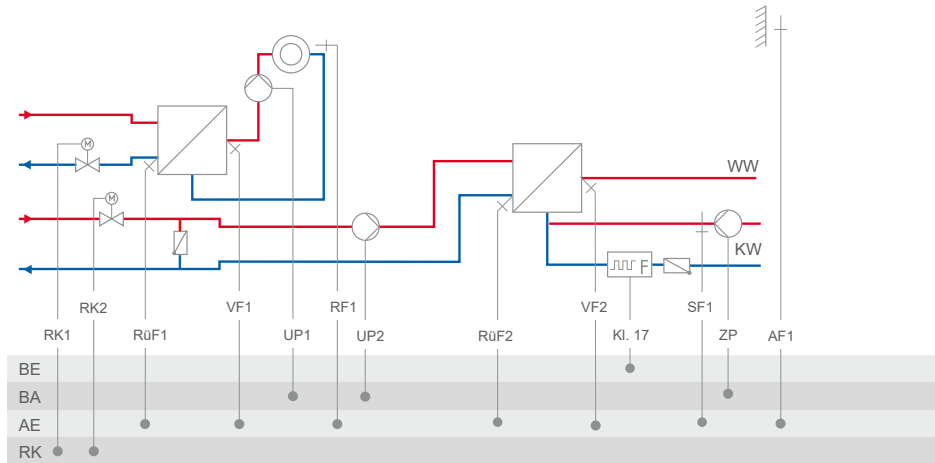 M
M
WW
F
KW
RK1
RK2
RüF1
VF1
UP1
RF1
UP2
RüF2
VF2
Kl. 17
SF1
ZP
AF1
BE
BA
AE
RK